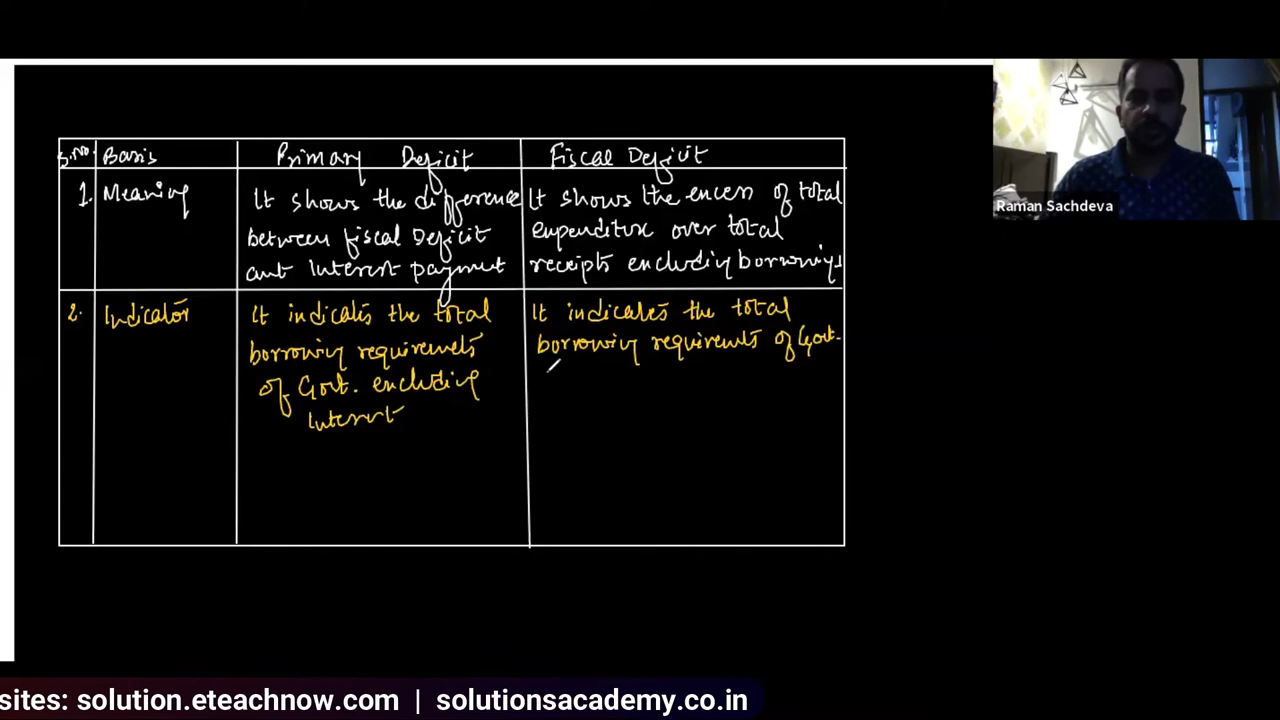 S.No. Basis Primary Deficit Fiscal Deficit
1. Meaning It shows the difference It shows the excess of total
between fiscal Deficit expenditure over total
and Interest payment receipts excluding borrowings
2. Indicator It indicates the total It indicates the total
borrowing requirements borrowing requirements of Govt.
of Govt. excluding
Interest
Raman Sachdeva
sites: solution.eteachnow.com | solutionsacademy.co.in